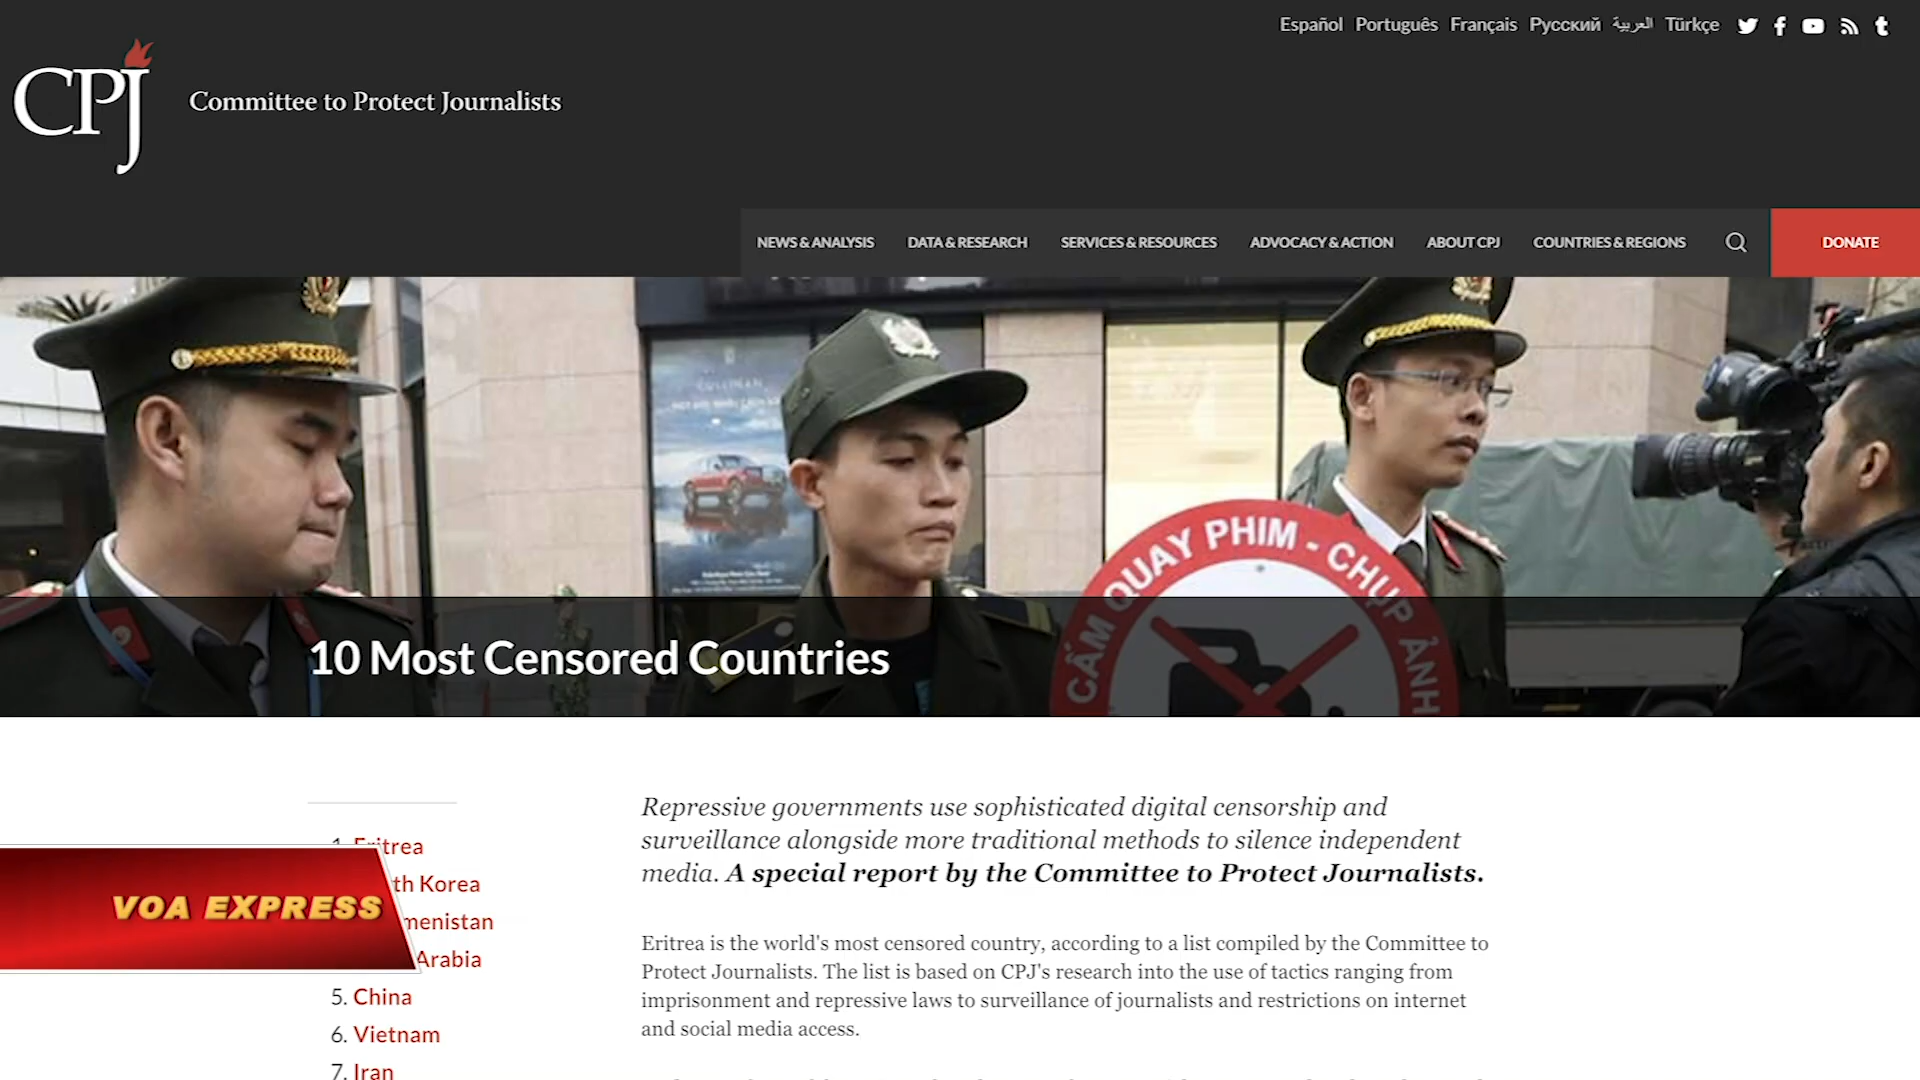 Español Português Français Русский العربية Türkçe
CPJ
Committee to Protect Journalists
NEWS & ANALYSIS DATA & RESEARCH SERVICES & RESOURCES ADVOCACY & ACTION ABOUT CPJ COUNTRIES & REGIONS DONATE
CULLINAN
CẤM QUAY PHIM - CHỤP ẢNH
10 Most Censored Countries
Repressive governments use sophisticated digital censorship and
surveillance alongside more traditional methods to silence independent
media. A special report by the Committee to Protect Journalists.
1. Eritrea
th Korea
menistan
Arabia
5. China
6. Vietnam
7. Iran
VOA EXPRESS
Eritrea is the world's most censored country, according to a list compiled by the Committee to
Protect Journalists. The list is based on CPJ's research into the use of tactics ranging from
imprisonment and repressive laws to surveillance of journalists and restrictions on internet
and social media access.